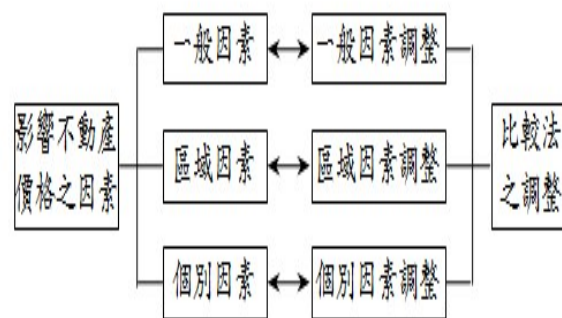 影響不動產
價格之因素
一般因素
一般因素調整
區域因素
區域因素調整
個別因素
個別因素調整
比較法
之調整